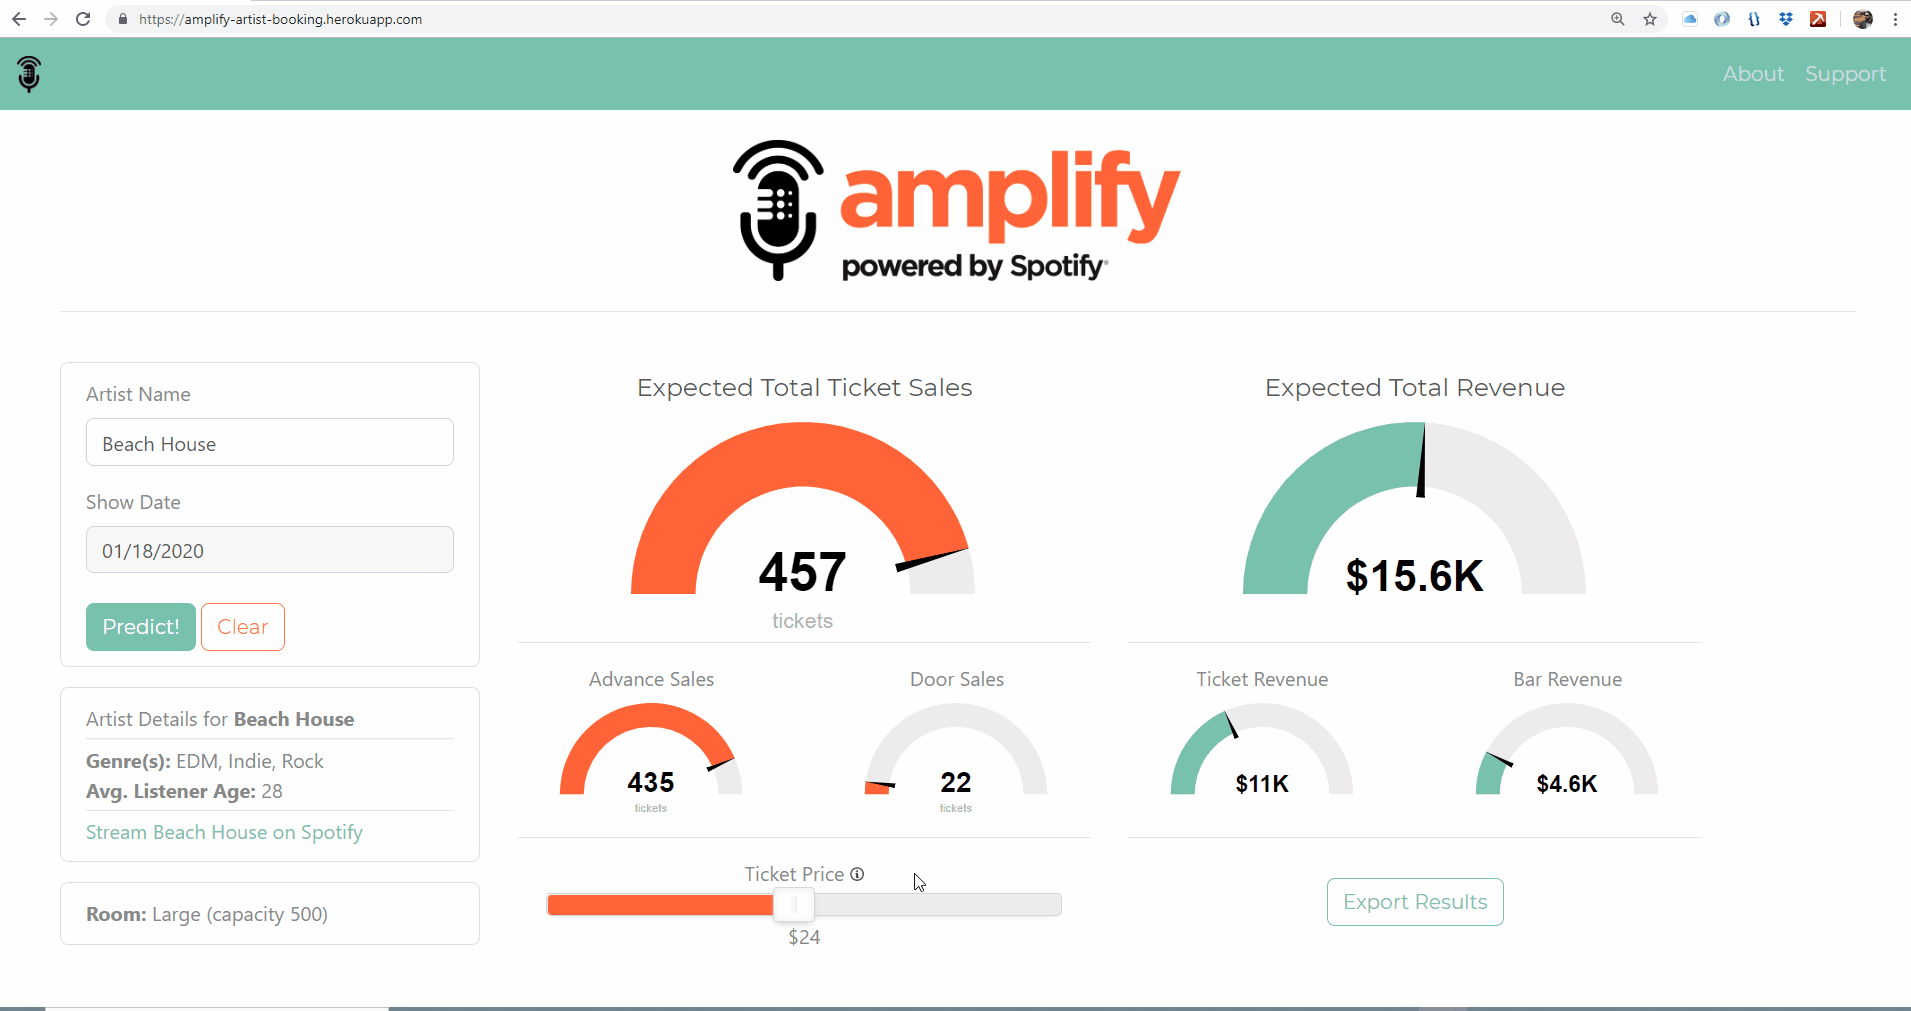 https://amplify-artist-booking.herokuapp.com
About Support
amplify
powered by Spotify®
Artist Name
Beach House
Show Date
01/18/2020
Predict! Clear
Artist Details for Beach House
Genre(s): EDM, Indie, Rock
Avg. Listener Age: 28
Stream Beach House on Spotify
Room: Large (capacity 500)
Expected Total Ticket Sales
457
tickets
Advance Sales
435
tickets
Door Sales
22
tickets
Ticket Price
$24
Expected Total Revenue
$15.6K
Ticket Revenue
$11K
Bar Revenue
$4.6K
Export Results